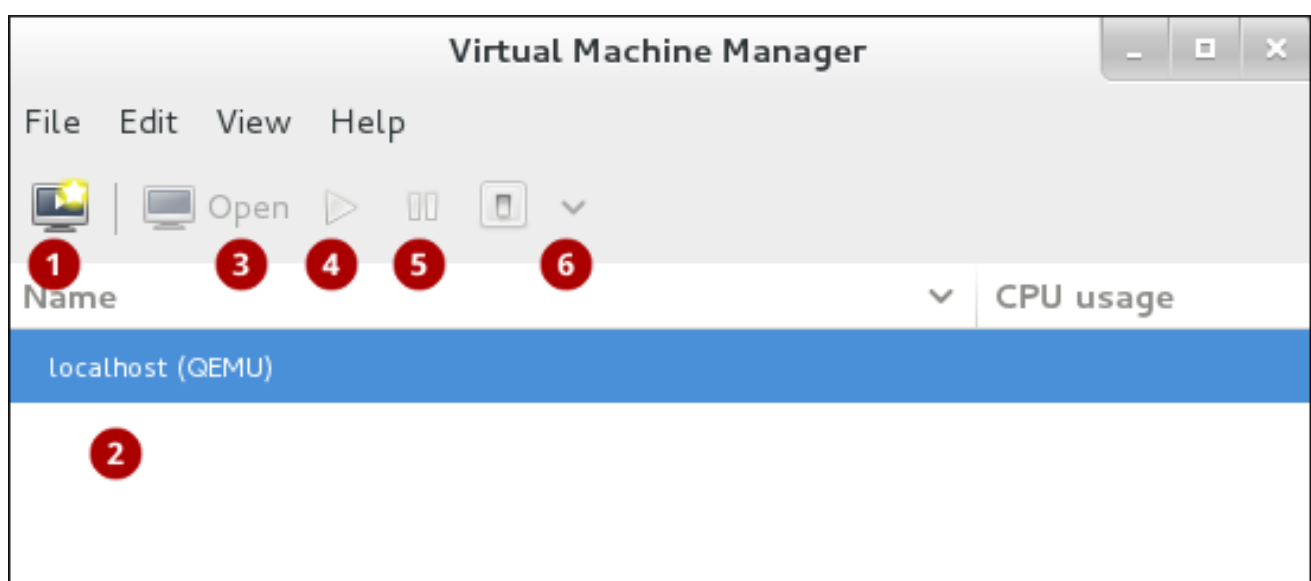 Virtual Machine Manager
File Edit View Help
Open
1 3 4 5 6
Name CPU usage
localhost (QEMU)
2